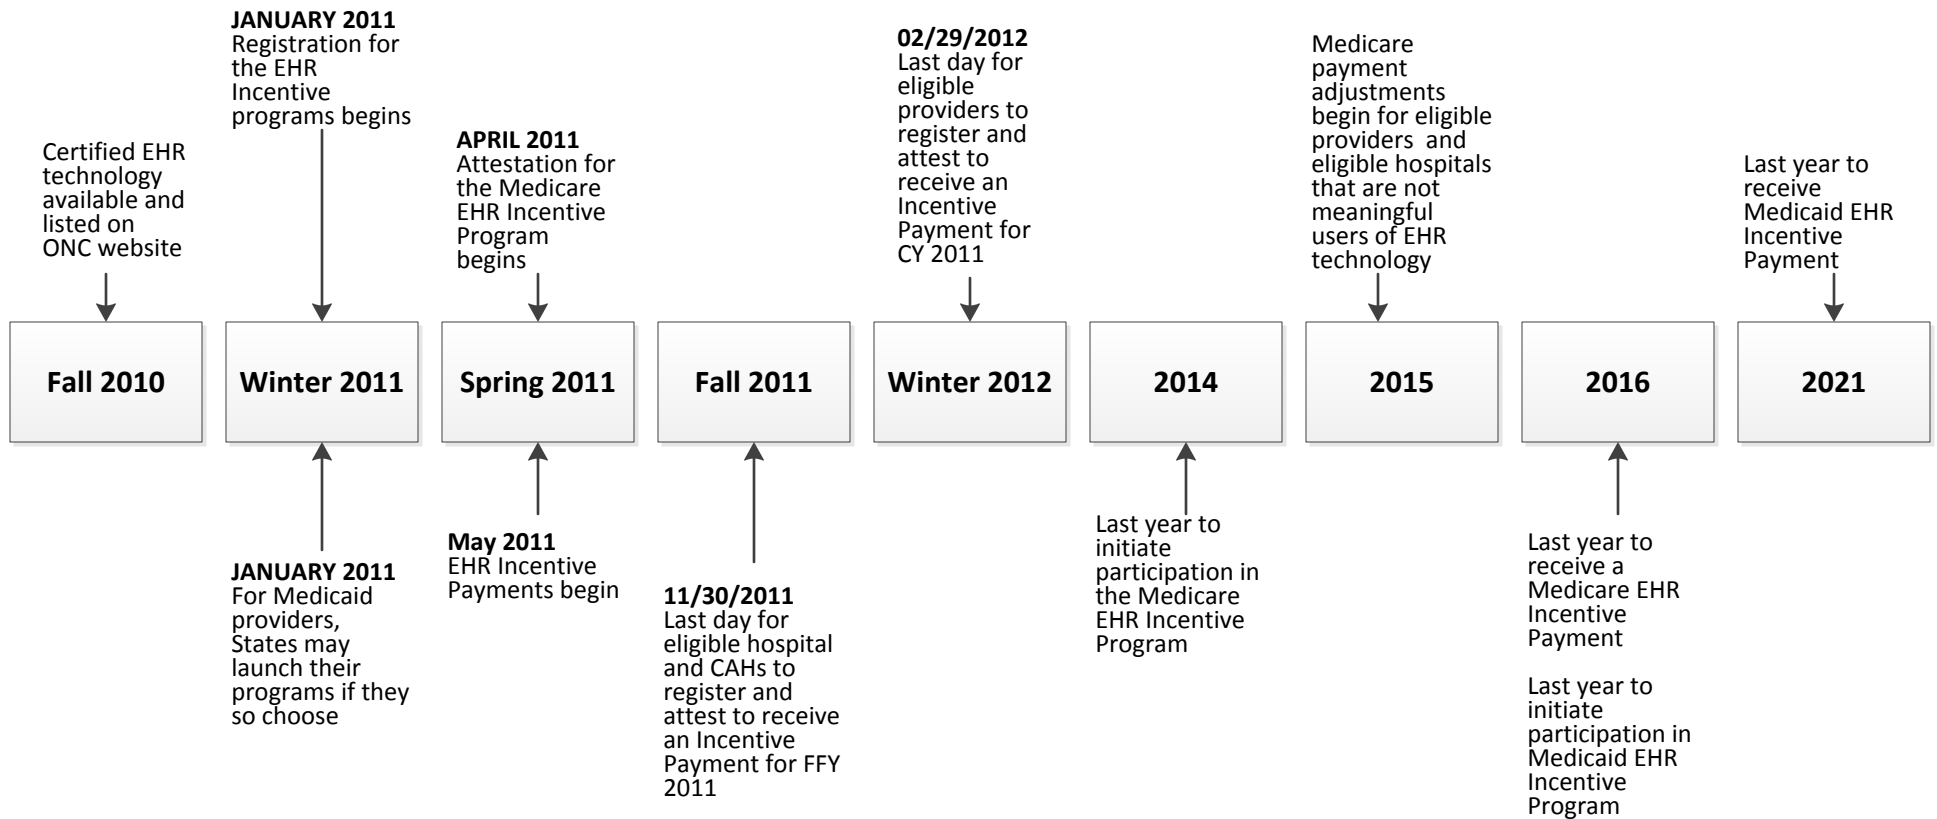 Certified EHR
technology
available and
listed on
ONC website
JANUARY 2011
Registration for
the EHR
Incentive
programs begins
APRIL 2011
Attestation for
the Medicare
EHR Incentive
Program
begins
02/29/2012
Last day for
eligible
providers to
register and
attest to
receive an
Incentive
Payment for
CY 2011
Medicare
payment
adjustments
begin for eligible
providers  and
eligible hospitals
that are not
meaningful
users of EHR
technology
Last year to
receive
Medicaid EHR
Incentive
Payment
Fall 2010
Winter 2011
Spring 2011
Fall 2011
Winter 2012
2014
2015
2016
2021
JANUARY 2011
For Medicaid
providers,
States may
launch their
programs if they
so choose
May 2011
EHR Incentive
Payments begin
11/30/2011
Last day for
eligible hospital
and CAHs to
register and
attest to receive
an Incentive
Payment for FFY
2011
Last year to
initiate
participation in
the Medicare
EHR Incentive
Program
Last year to
receive a
Medicare EHR
Incentive
Payment
Last year to
initiate
participation in
Medicaid EHR
Incentive
Program